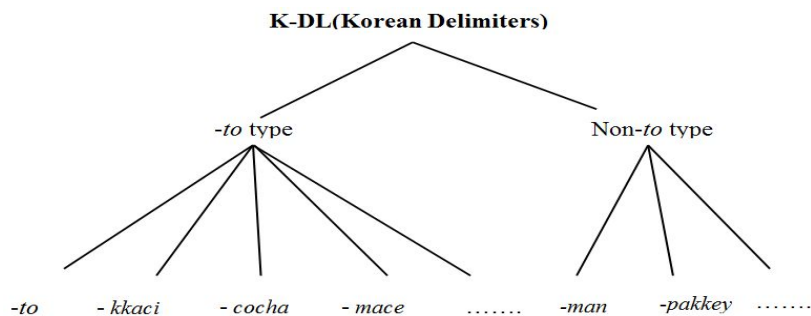 K-DL(Korean Delimiters)
-to type Non-to type
-to - kkaci - cocha - mace ....... -man -pakkey .......